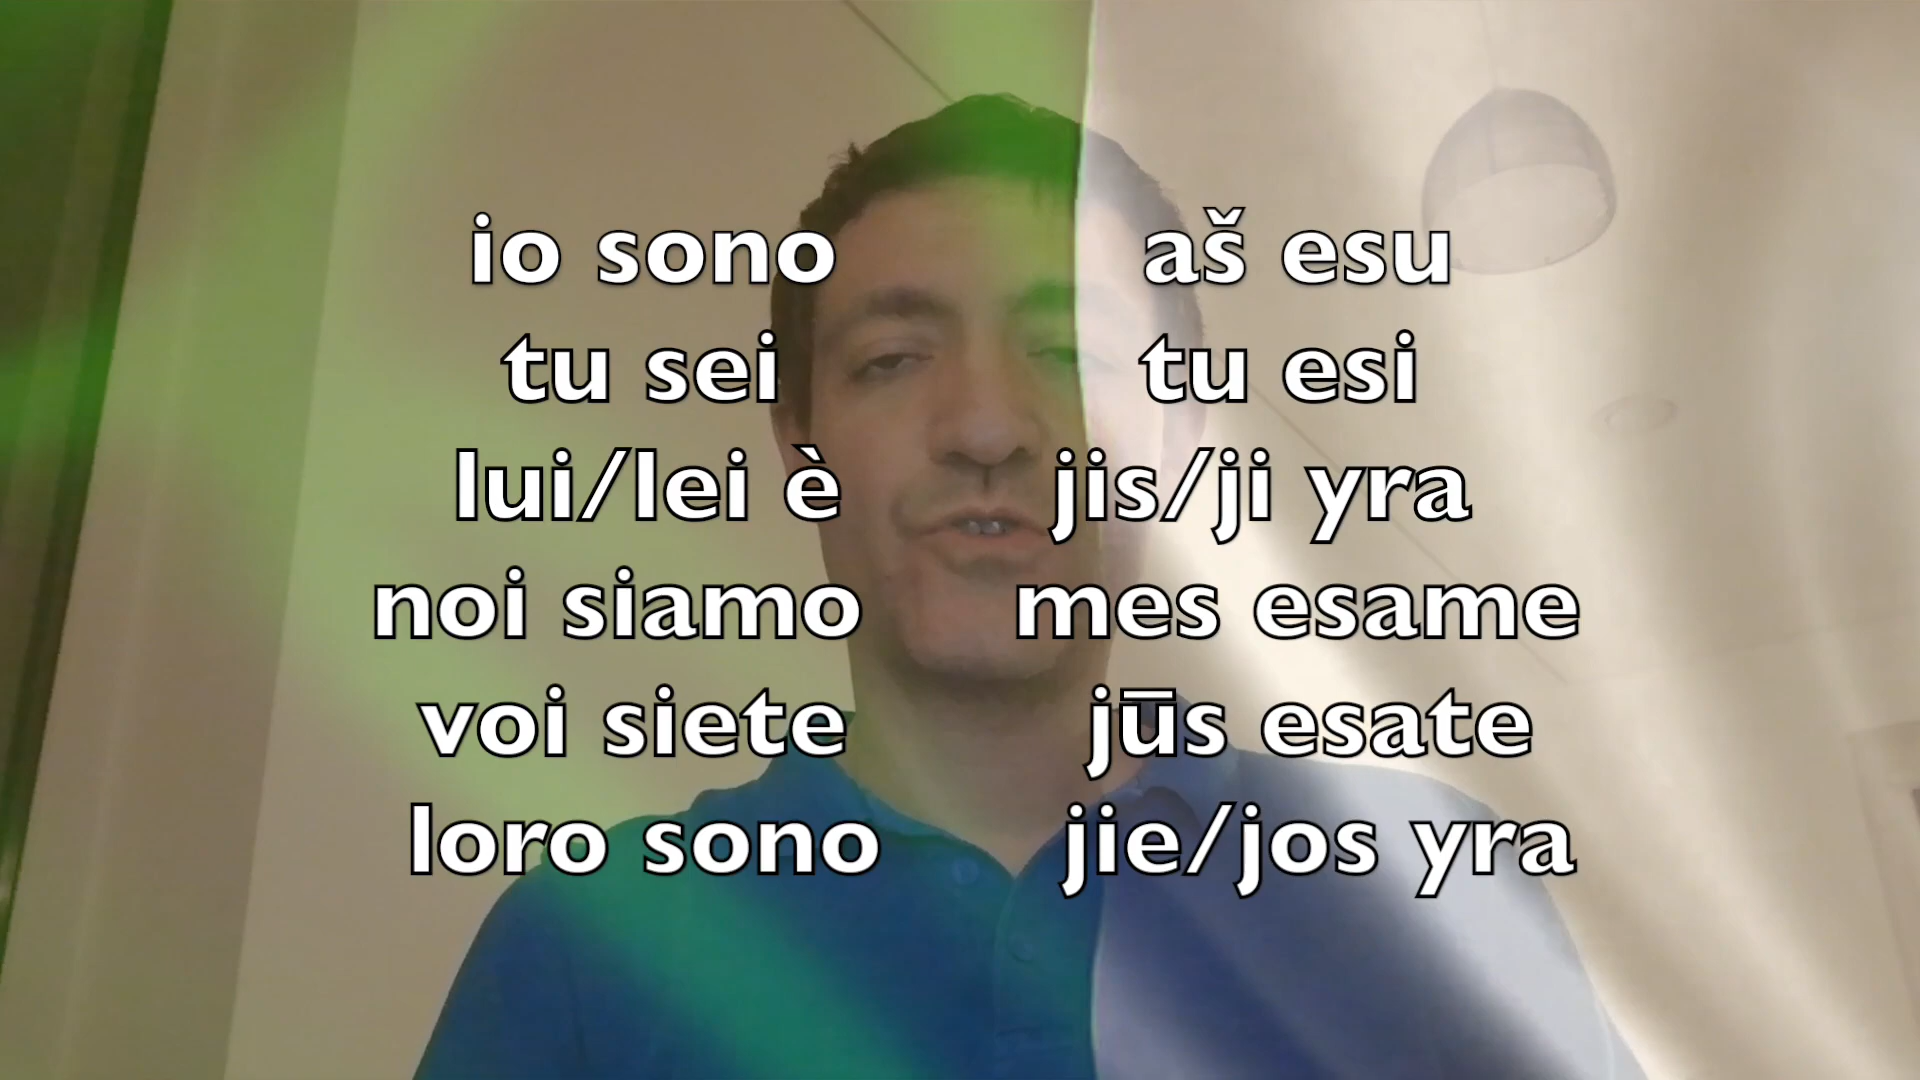 io sono aš esu
tu sei tu esi
lui/lei è jis/ji yra
noi siamo mes esame
voi siete jūs esate
loro sono jie/jos yra